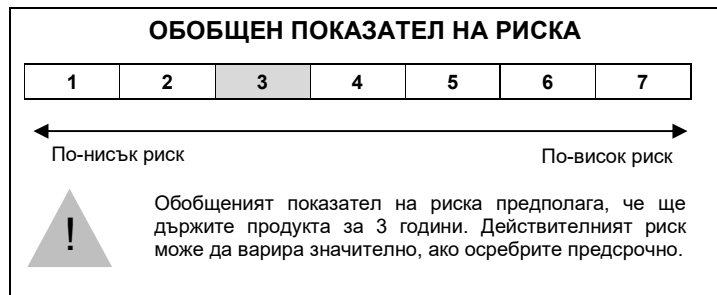 ОБОБЩЕН ПОКАЗАТЕЛ НА РИСКА
1 2 3 4 5 6 7
По-нисък риск По-висок риск
!
Обобщеният показател на риска предполага, че ще
държите продукта за 3 години. Действителният риск
може да варира значително, ако осребрите предсрочно.